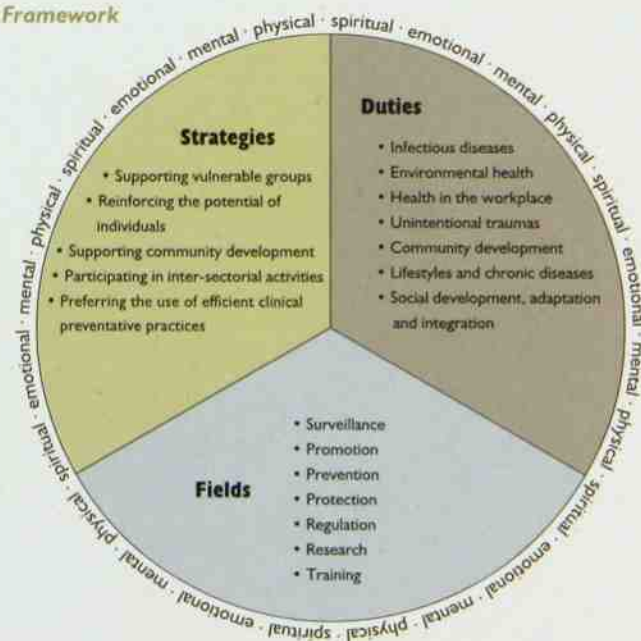 Framework
spiritual · emotional · mental · physical · spiritual · emotional · mental · physical · spiritual · emotional · mental · physical · spiritual · emotional · mental · physical · spiritual · emotional · mental · physical · spiritual · emotional · mental · physical ·
Strategies
• Supporting vulnerable groups
• Reinforcing the potential of
individuals
• Supporting community development
• Participating in inter-sectorial activities
• Preferring the use of efficient clinical
preventative practices
Duties
• Infectious diseases
• Environmental health
• Health in the workplace
• Unintentional traumas
• Community development
• Lifestyles and chronic diseases
• Social development, adaptation
and integration
Fields
• Surveillance
• Promotion
• Prevention
• Protection
• Regulation
• Research
• Training